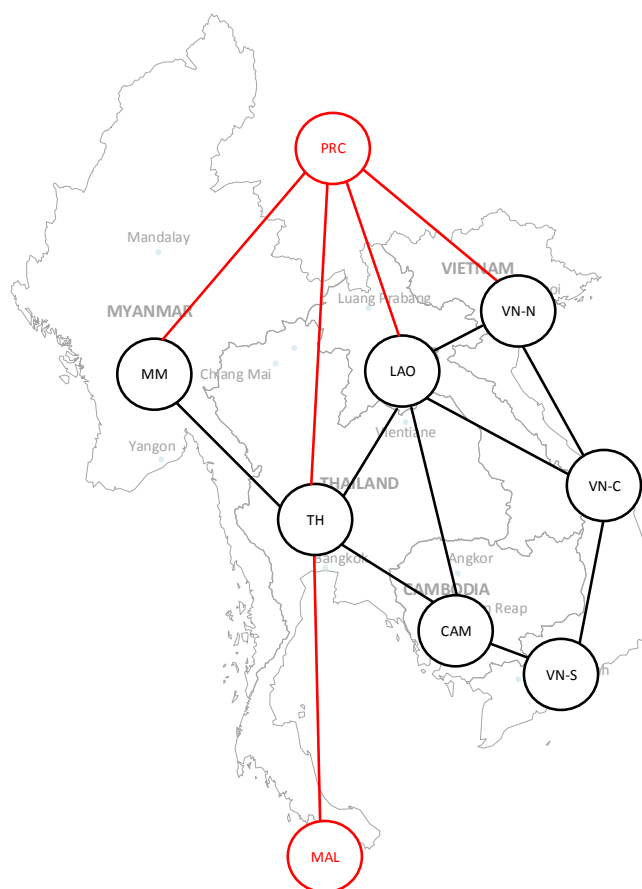 PRC
Mandalay
VIETNAM
oi
Luang Prabang
MYANMAR
VN-N
MM
Chiang Mai
LAO
Vientiane
Yangon
THAILAND
VN-C
TH
Bangkok
Angkor
CAMBODIA
n Reap
CAM
VN-S
h
MAL